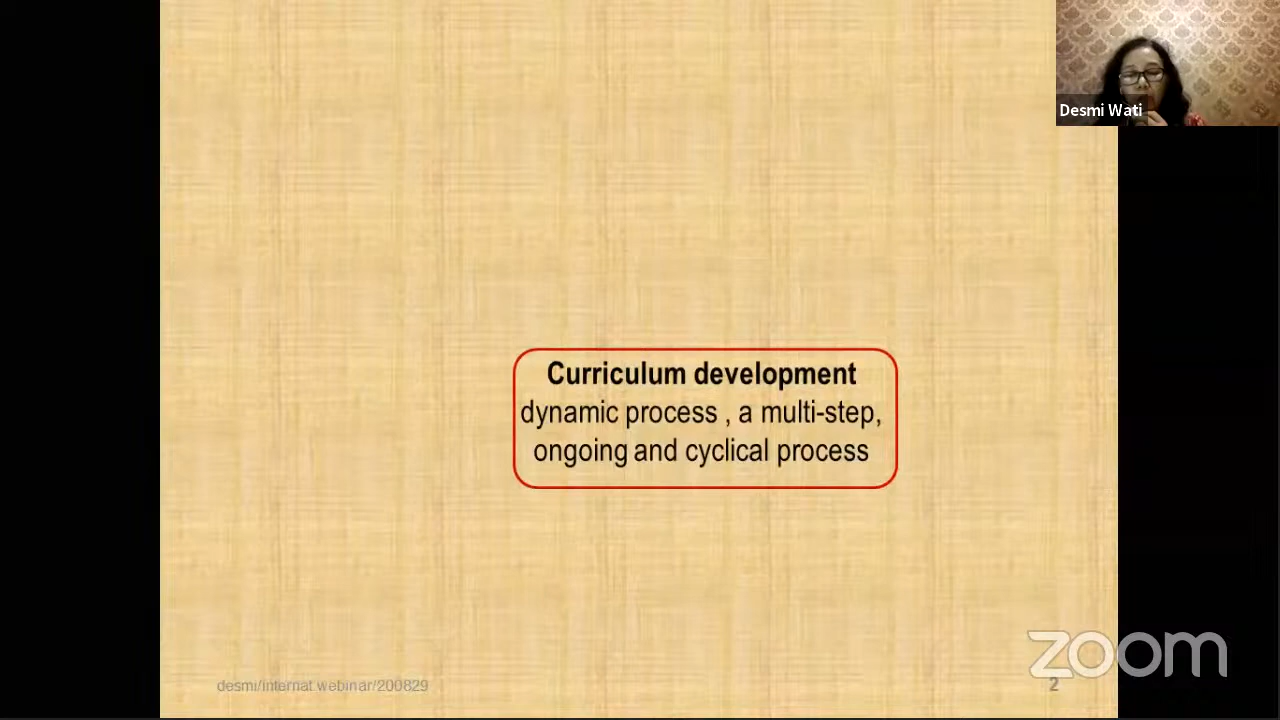 Desmi Wati
Curriculum development
dynamic process , a multi-step,
ongoing and cyclical process
desmi/internat webinar/200829
2
zoom